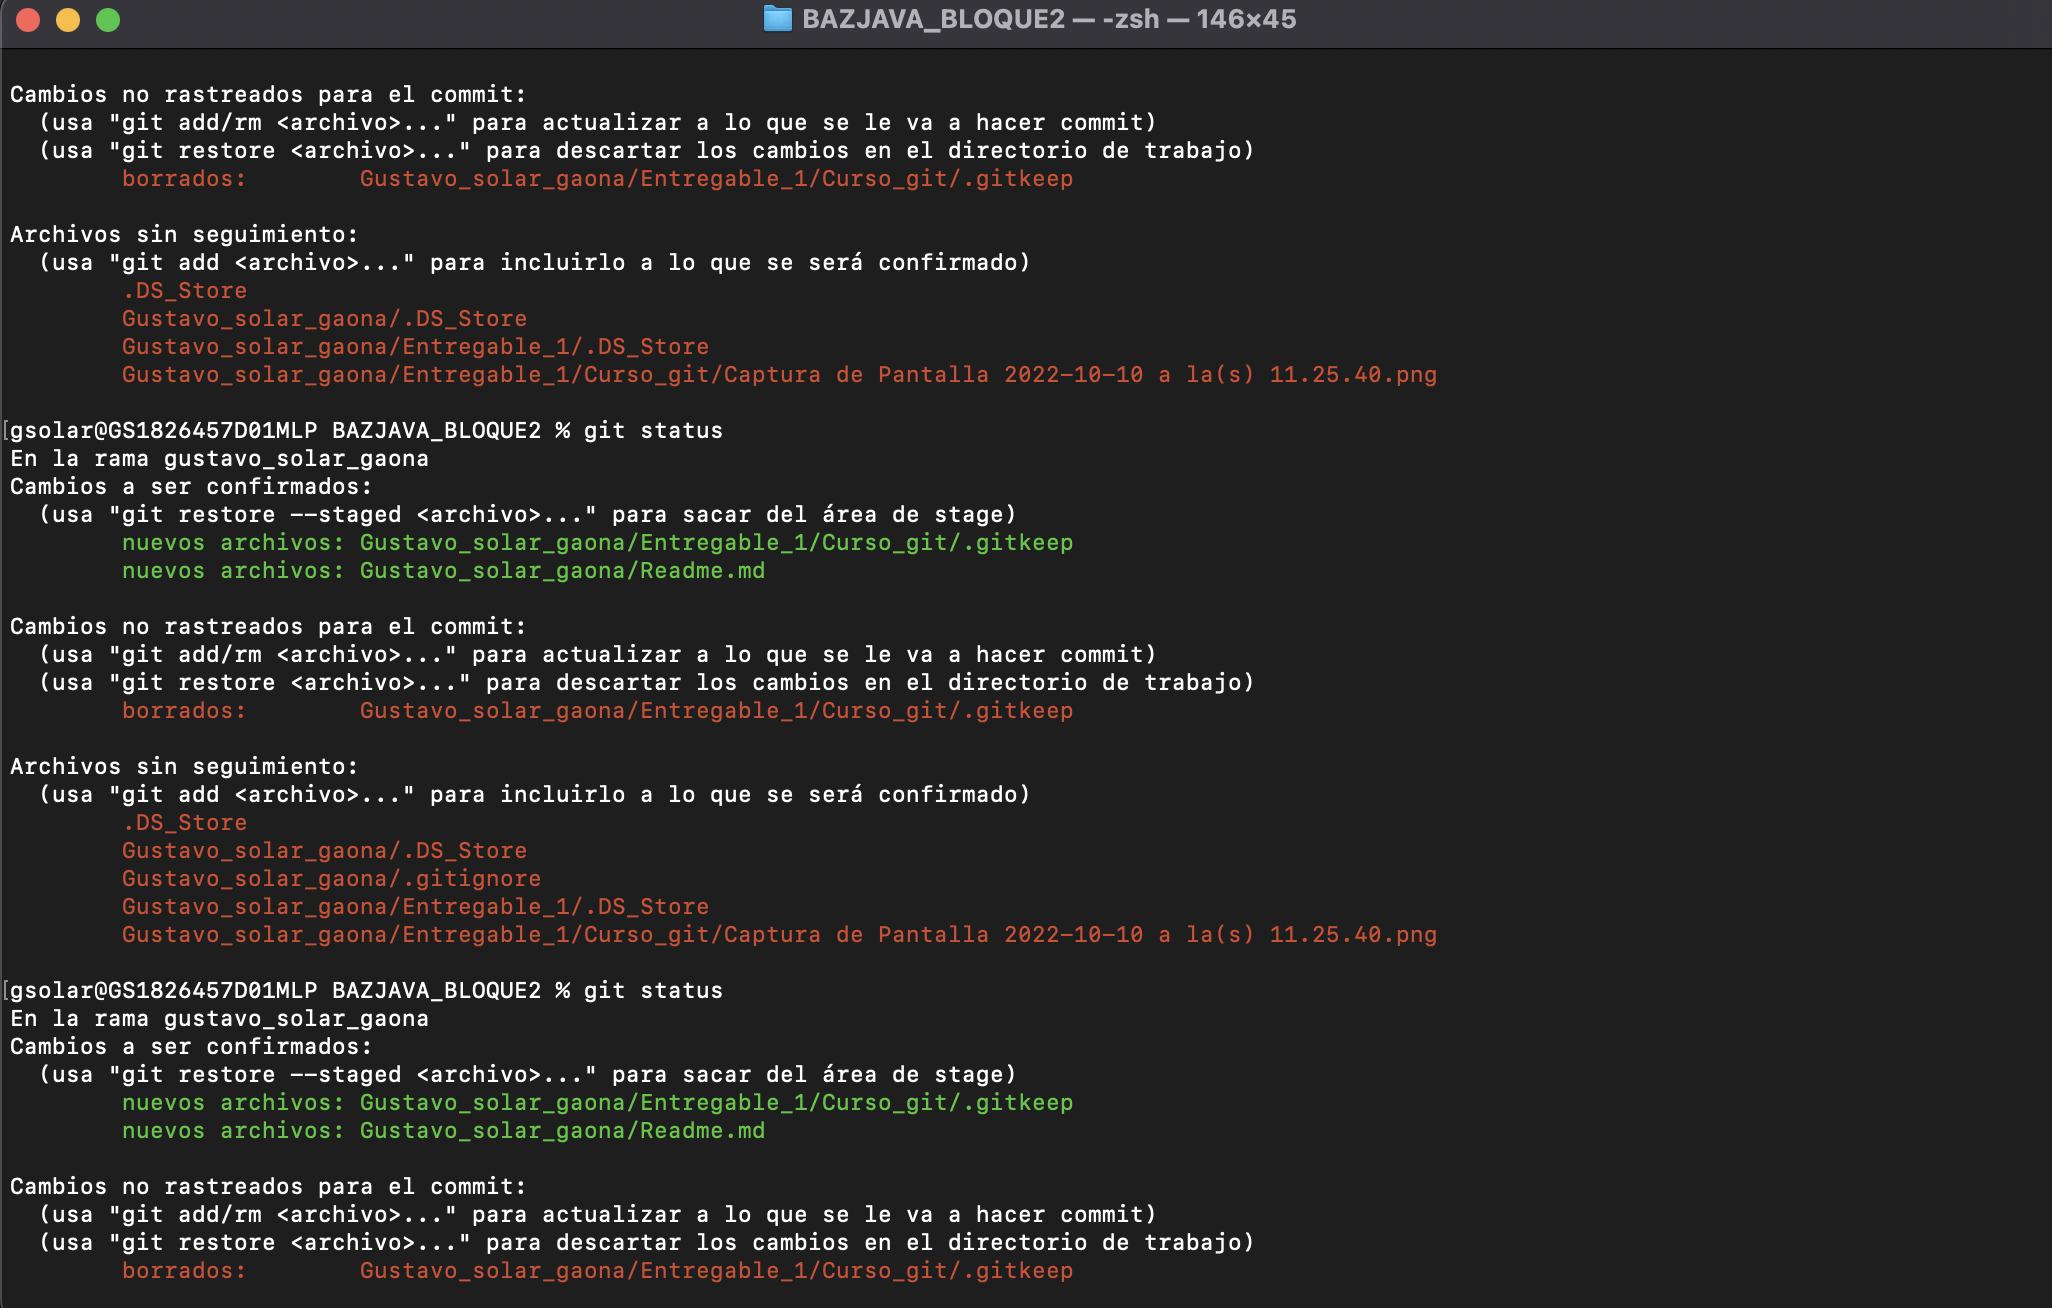 BAZJAVA_BLOQUE2 — -zsh — 146×45
Cambios no rastreados para el commit:
  (usa "git add/rm <archivo>..." para actualizar a lo que se le va a hacer commit)
  (usa "git restore <archivo>..." para descartar los cambios en el directorio de trabajo)
        borrados:        Gustavo_solar_gaona/Entregable_1/Curso_git/.gitkeep
Archivos sin seguimiento:
  (usa "git add <archivo>..." para incluirlo a lo que se será confirmado)
        .DS_Store
        Gustavo_solar_gaona/.DS_Store
        Gustavo_solar_gaona/Entregable_1/.DS_Store
        Gustavo_solar_gaona/Entregable_1/Curso_git/Captura de Pantalla 2022-10-10 a la(s) 11.25.40.png
[gsolar@GS1826457D01MLP BAZJAVA_BLOQUE2 % git status
En la rama gustavo_solar_gaona
Cambios a ser confirmados:
  (usa "git restore --staged <archivo>..." para sacar del área de stage)
        nuevos archivos: Gustavo_solar_gaona/Entregable_1/Curso_git/.gitkeep
        nuevos archivos: Gustavo_solar_gaona/Readme.md
Cambios no rastreados para el commit:
  (usa "git add/rm <archivo>..." para actualizar a lo que se le va a hacer commit)
  (usa "git restore <archivo>..." para descartar los cambios en el directorio de trabajo)
        borrados:        Gustavo_solar_gaona/Entregable_1/Curso_git/.gitkeep
Archivos sin seguimiento:
  (usa "git add <archivo>..." para incluirlo a lo que se será confirmado)
        .DS_Store
        Gustavo_solar_gaona/.DS_Store
        Gustavo_solar_gaona/.gitignore
        Gustavo_solar_gaona/Entregable_1/.DS_Store
        Gustavo_solar_gaona/Entregable_1/Curso_git/Captura de Pantalla 2022-10-10 a la(s) 11.25.40.png
[gsolar@GS1826457D01MLP BAZJAVA_BLOQUE2 % git status
En la rama gustavo_solar_gaona
Cambios a ser confirmados:
  (usa "git restore --staged <archivo>..." para sacar del área de stage)
        nuevos archivos: Gustavo_solar_gaona/Entregable_1/Curso_git/.gitkeep
        nuevos archivos: Gustavo_solar_gaona/Readme.md
Cambios no rastreados para el commit:
  (usa "git add/rm <archivo>..." para actualizar a lo que se le va a hacer commit)
  (usa "git restore <archivo>..." para descartar los cambios en el directorio de trabajo)
        borrados:        Gustavo_solar_gaona/Entregable_1/Curso_git/.gitkeep